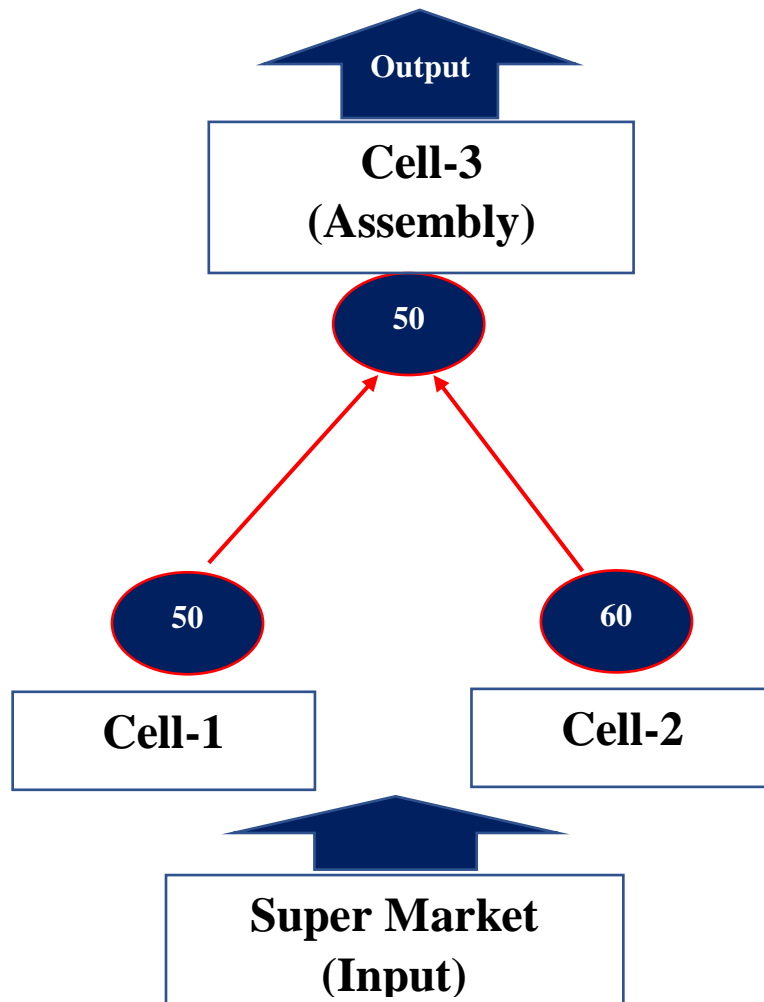 Output
Cell-3
(Assembly)
50
50
60
Cell-1
Cell-2
Super Market
(Input)